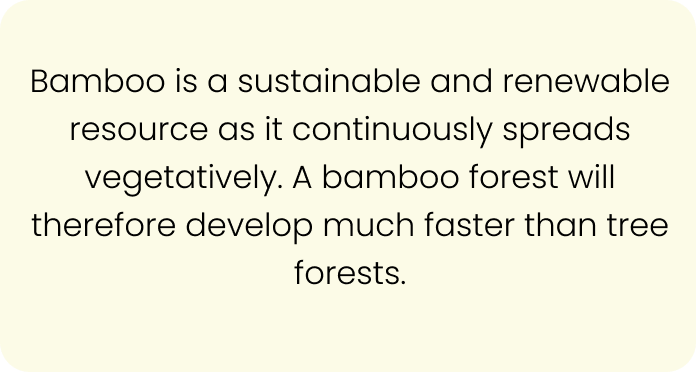 Bamboo is a sustainable and renewable
resource as it continuously spreads
vegetatively. A bamboo forest will
therefore develop much faster than tree
forests.